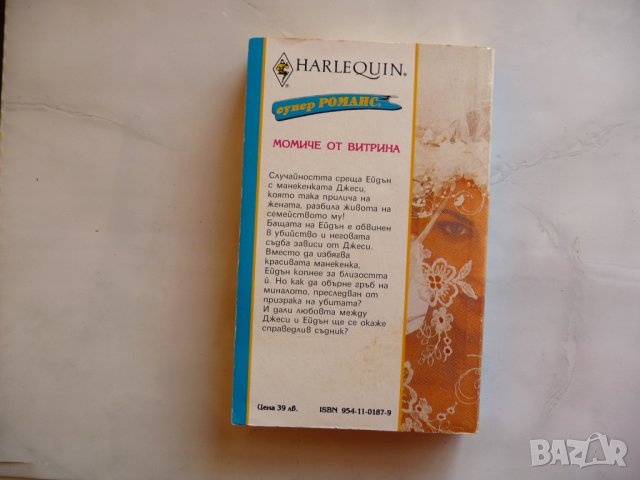 HARLEQUIN®
супер РОМАНС®
МОМИЧЕ ОТ ВИТРИНА
Случайността среща Ейдън
с манекенката Джеси,
която така прилича на
жената, разбила живота на
семейството му!
Бащата на Ейдън е обвинен
в убийство и неговата
съдба зависи от Джеси.
Вместо да избягва
красивата манекенка,
Ейдън копнее за близостта
ѝ. Но как да обърне гръб на
миналото, преследван от
призрака на убитата?
И дали любовта между
Джеси и Ейдън ще се окаже
справедлив съдник?
Цена 39 лв. ISBN 954-11-0187-9
BAZAR